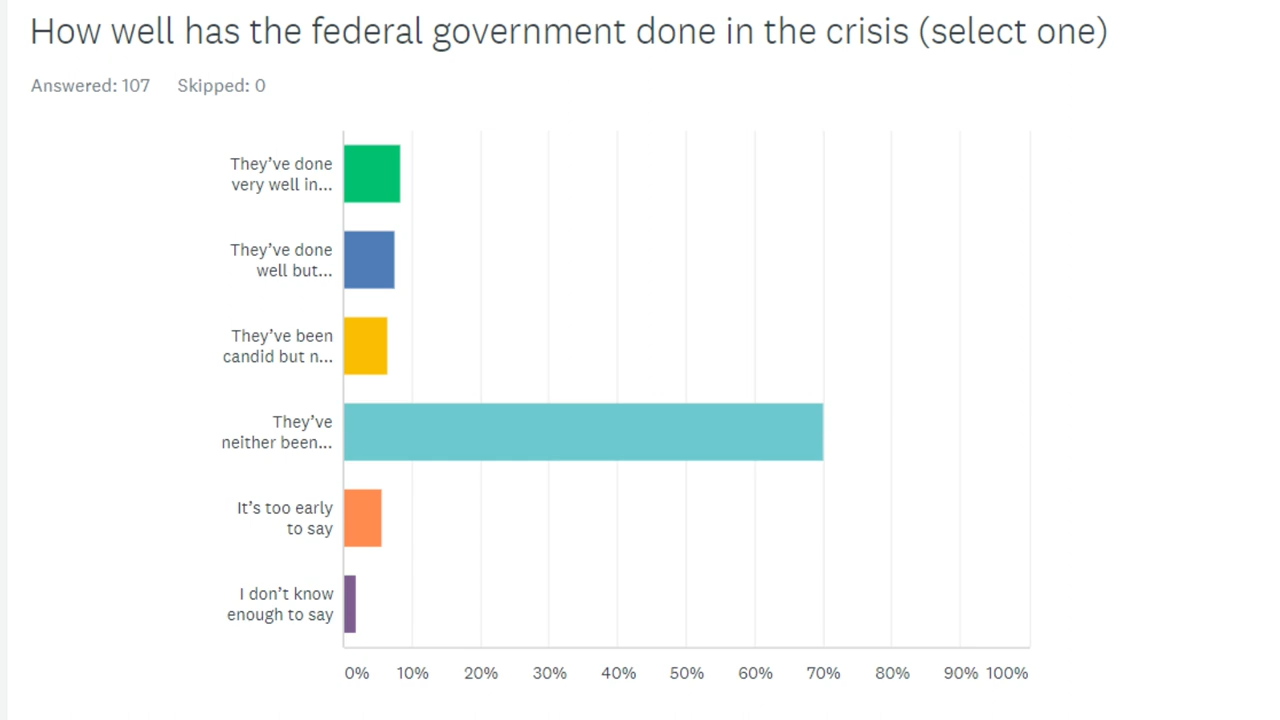 How well has the federal government done in the crisis (select one)
Answered: 107 Skipped: 0
They’ve done
very well in...
They’ve done
well but...
They’ve been
candid but n...
They’ve
neither been...
It’s too early
to say
I don’t know
enough to say
0% 10% 20% 30% 40% 50% 60% 70% 80% 90% 100%